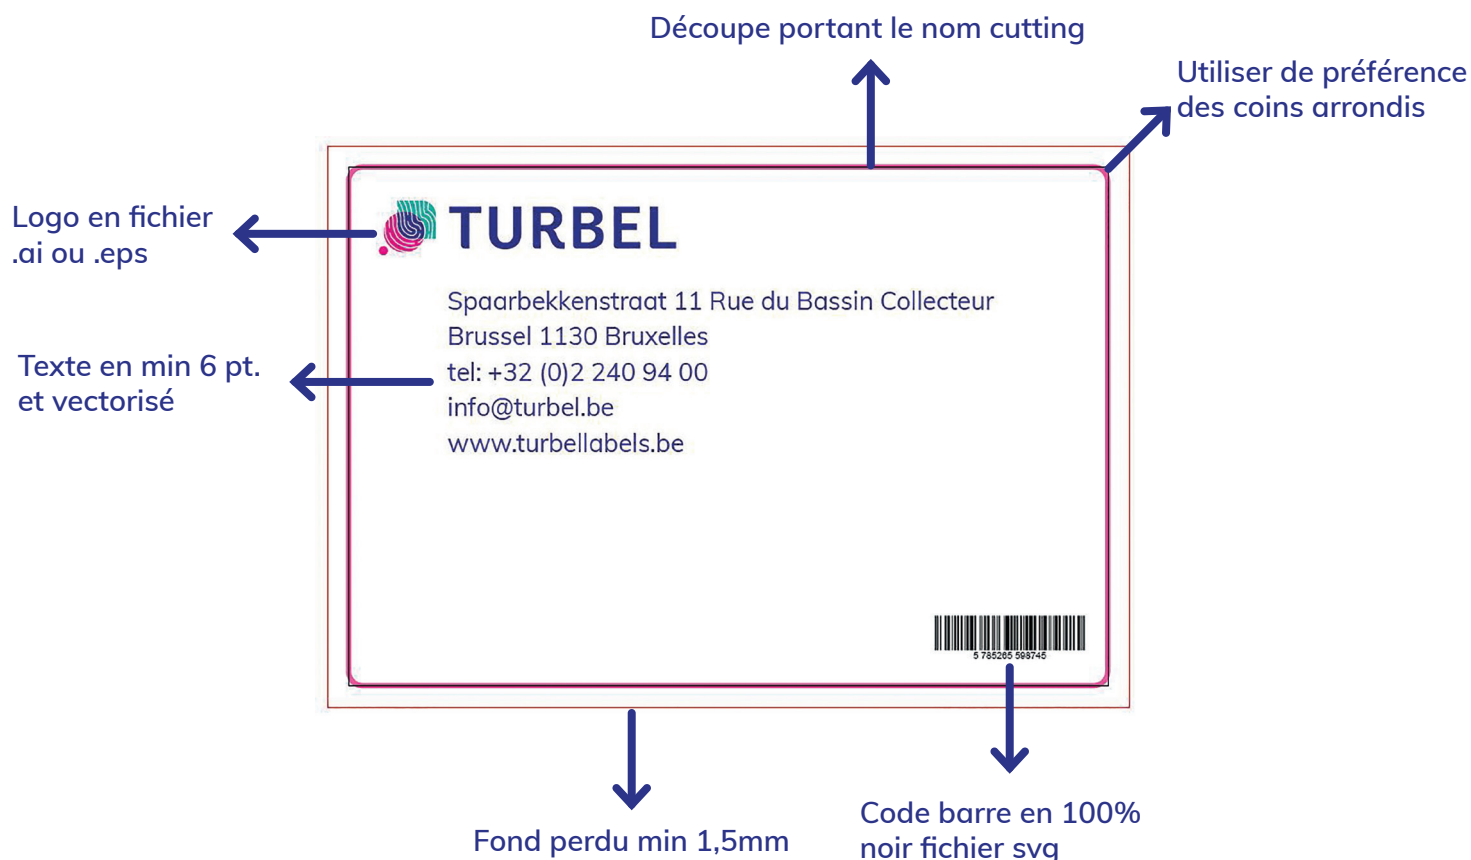 Découpe portant le nom cutting
Utiliser de préférence
des coins arrondis
Logo en fichier
.ai ou .eps
TURBEL
Spaarbekkenstraat 11 Rue du Bassin Collecteur
Brussel 1130 Bruxelles
tel: +32 (0)2 240 94 00
info@turbel.be
www.turbellabels.be
Texte en min 6 pt.
et vectorisé
5 785265 598745
Fond perdu min 1,5mm
Code barre en 100%
noir fichier svg